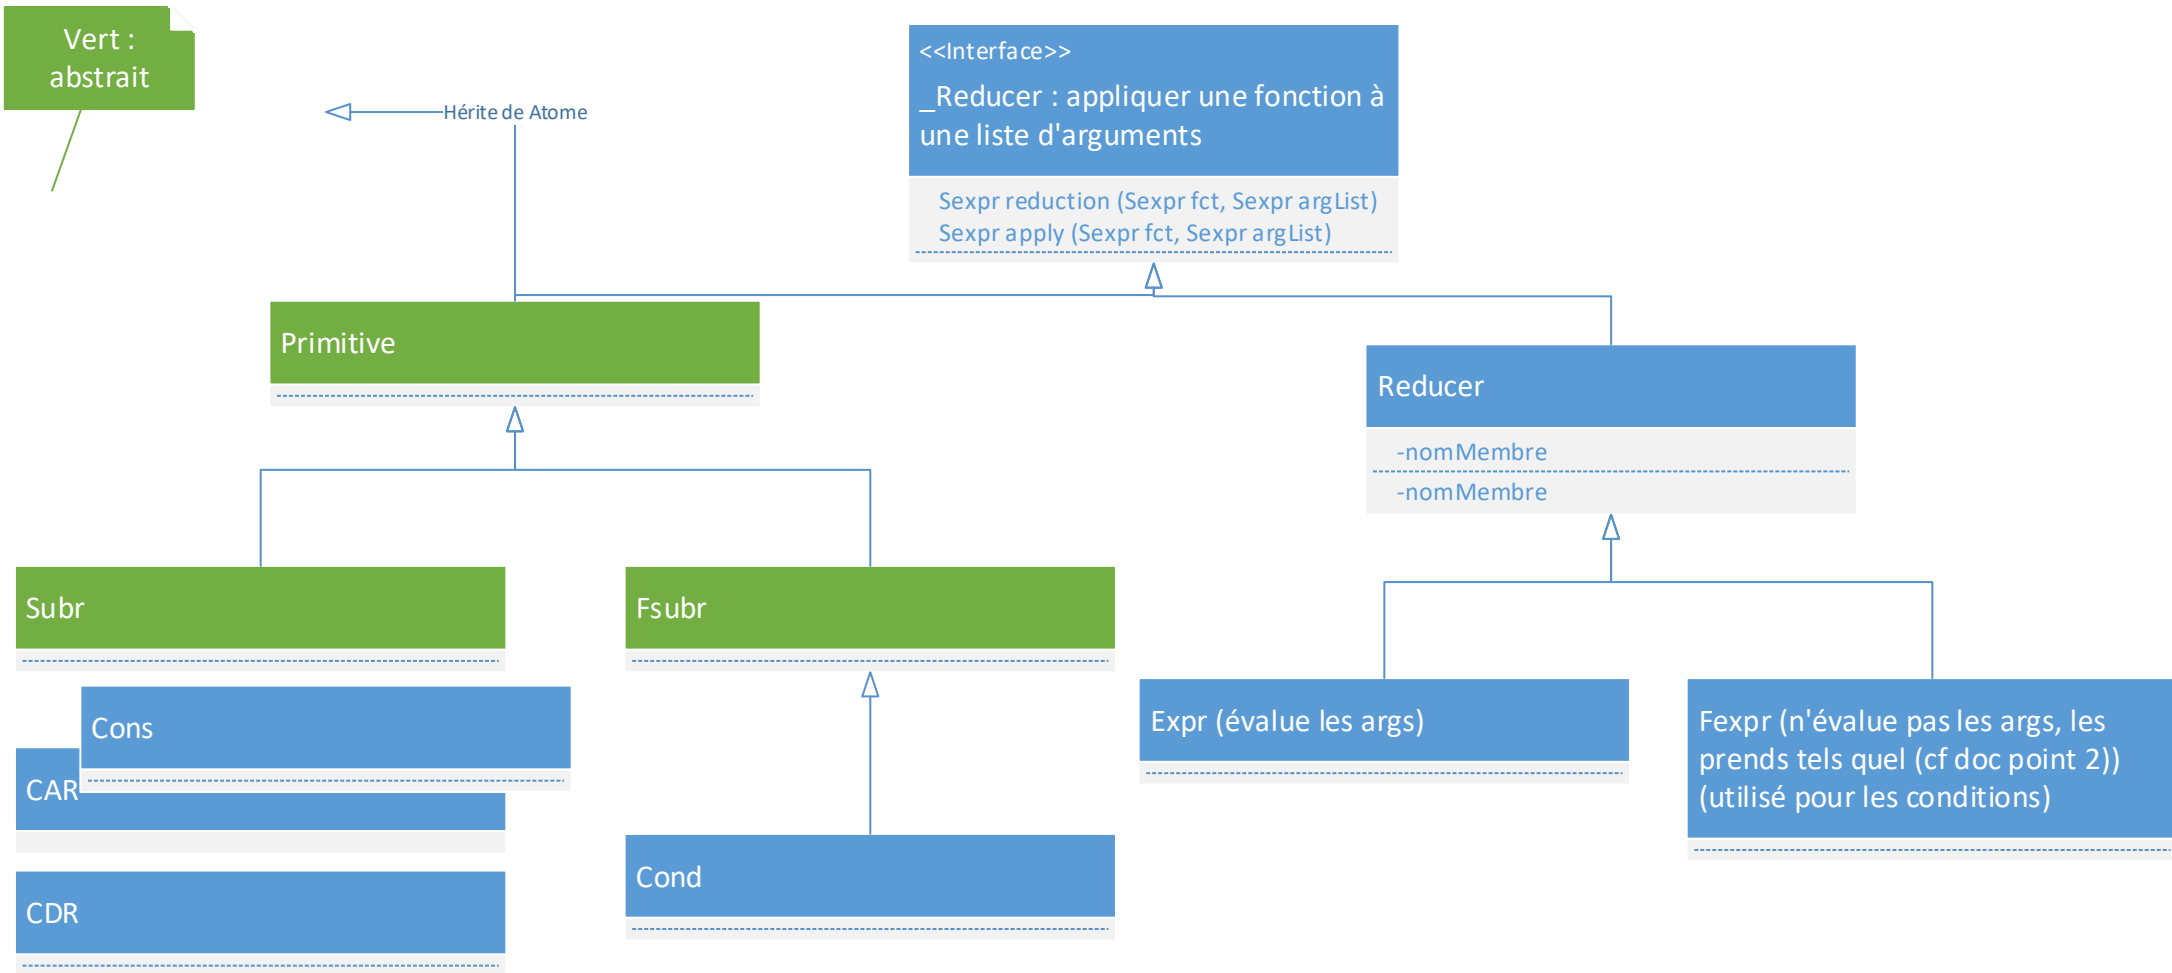 Vert :
abstrait
Hérite de Atome
<<Interface>>
_Reducer : appliquer une fonction à
une liste d'arguments
Sexpr reduction (Sexpr fct, Sexpr argList)
Sexpr apply (Sexpr fct, Sexpr argList)
Primitive
Reducer
-nomMembre
-nomMembre
Subr
Fsubr
Cons
CAR
CDR
Cond
Expr (évalue les args)
Fexpr (n'évalue pas les args, les
prends tels quel (cf doc point 2))
(utilisé pour les conditions)